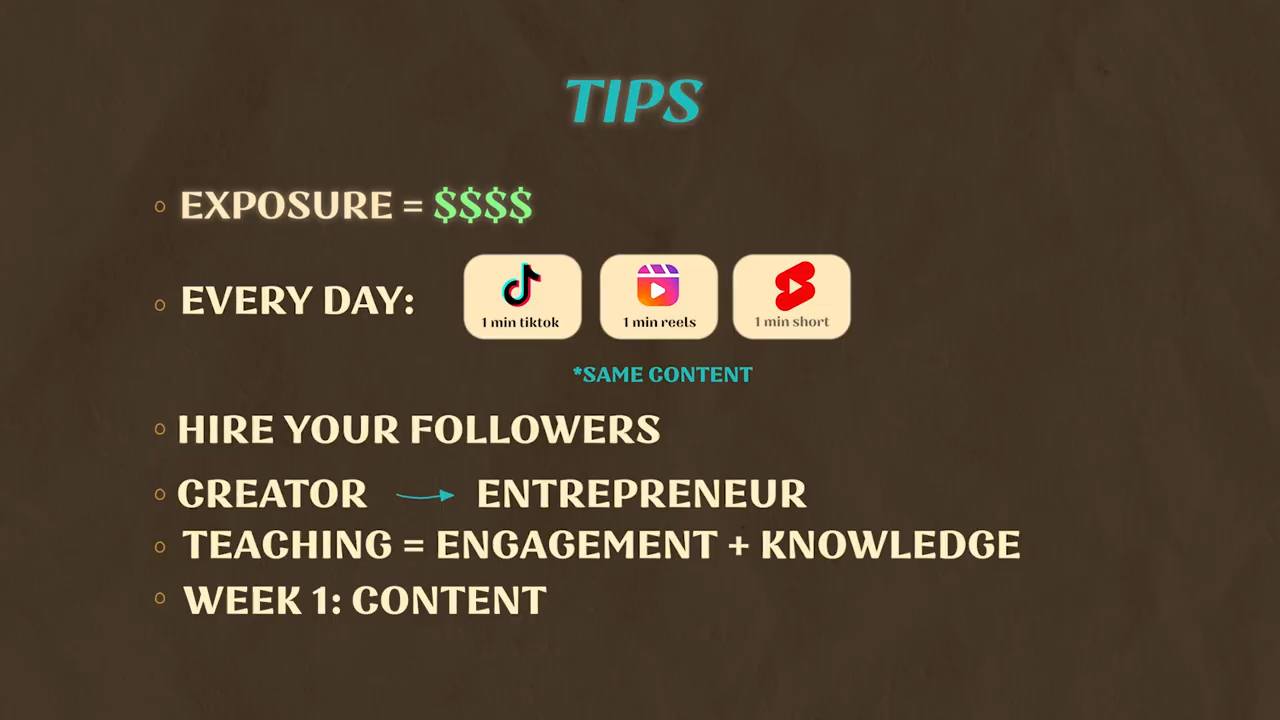 TIPS
EXPOSURE = $$$$
EVERY DAY:
1 min tiktok
1 min reels
1 min short
*SAME CONTENT
HIRE YOUR FOLLOWERS
CREATOR → ENTREPRENEUR
TEACHING = ENGAGEMENT + KNOWLEDGE
WEEK 1: CONTENT